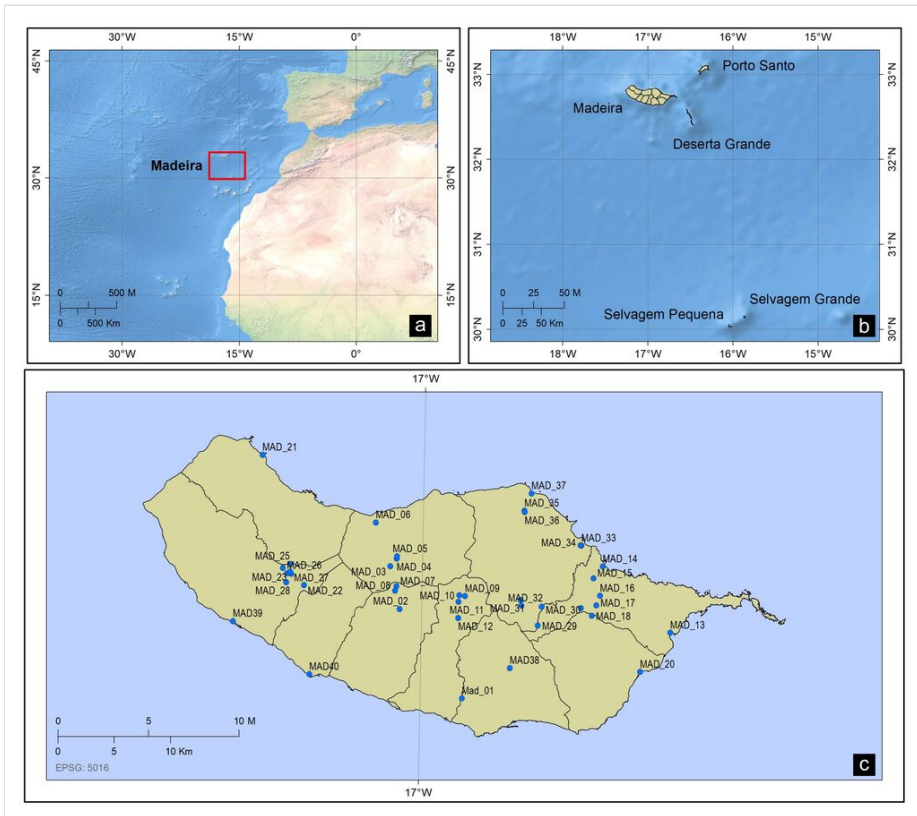 30°W 15°W 0°
45°N 45°N
Madeira
30°N 30°N
15°N 15°N
0 500 M
0 500 Km
a
30°W 15°W 0°
18°W 17°W 16°W 15°W
33°N 33°N
Porto Santo
Madeira
Deserta Grande
32°N 32°N
31°N 31°N
0 25 50 M
0 25 50 Km
Selvagem Grande
Selvagem Pequena
30°N 30°N
b
18°W 17°W 16°W 15°W
17°W
MAD_21
MAD_37
MAD_35
MAD_06
MAD_36
MAD_34 MAD_33
MAD_05
MAD_25
MAD_14
MAD_26
MAD_03 MAD_04
MAD_23 MAD_27
MAD_15
MAD_28 MAD_22
MAD_08 MAD_07
MAD_10 MAD_09
MAD_16
MAD_02
MAD_11
MAD_31 MAD_32
MAD_30 MAD_17
MAD39
MAD_12
MAD_29
MAD_18
MAD_13
MAD40
MAD38
MAD_20
Mad_01
0 5 10 M
0 5 10 Km
EPSG: 5016
c
17°W